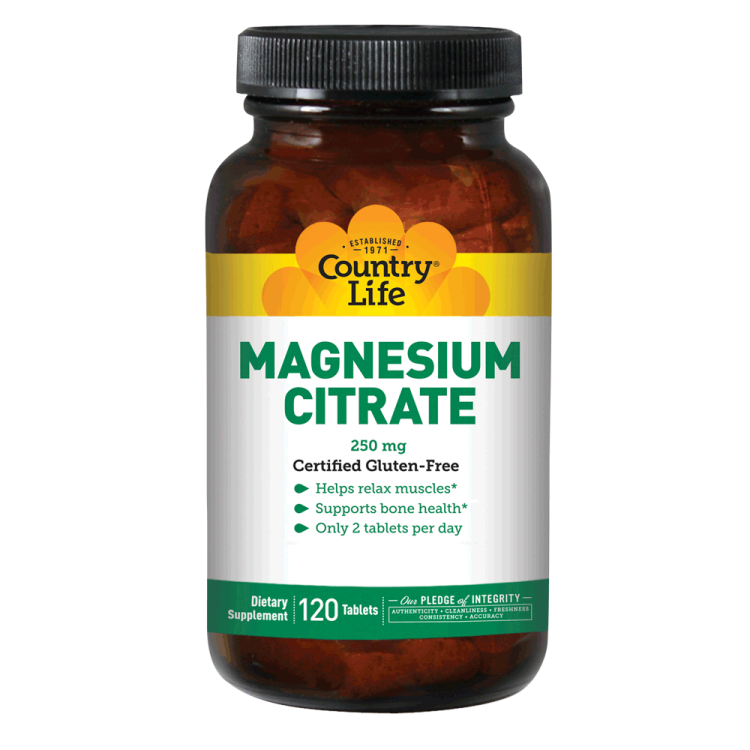 • ESTABLISHED •
— 1971 —
Country®
Life
MAGNESIUM
CITRATE
250 mg
Certified Gluten-Free
Helps relax muscles*
Supports bone health*
Only 2 tablets per day
Dietary
Supplement
120 Tablets
Our PLEDGE of INTEGRITY
AUTHENTICITY • CLEANLINESS • FRESHNESS
CONSISTENCY • ACCURACY